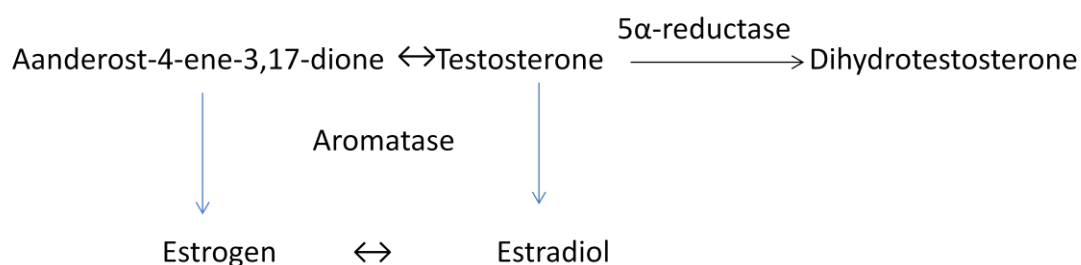 5α-reductase
Aanderost-4-ene-3,17-dione ↔Testosterone → Dihydrotestosterone
Aromatase
Estrogen ↔ Estradiol